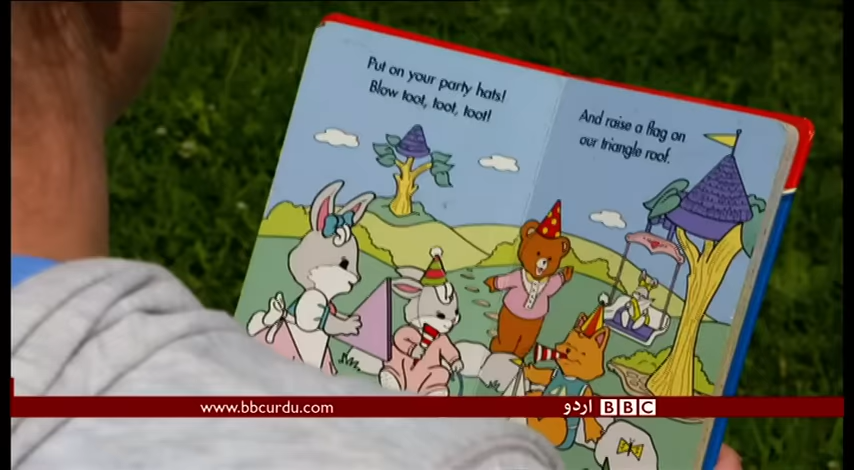 Put on your party hats!
Blow toot, toot, toot!
And raise a flag on
our triangle roof.
www.bbcurdu.com
BBC اردو